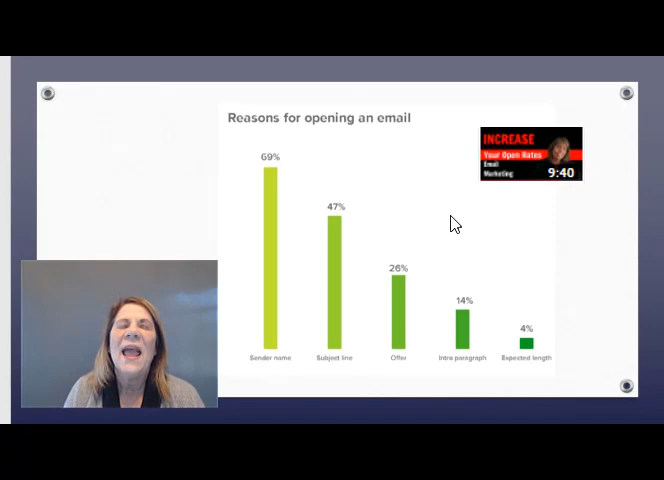 Reasons for opening an email
INCREASE
Your Open Rates
Email
Marketing
9:40
69%
47%
26%
14%
4%
Sender name
Subject line
Offer
Intra paragraph
Expected length